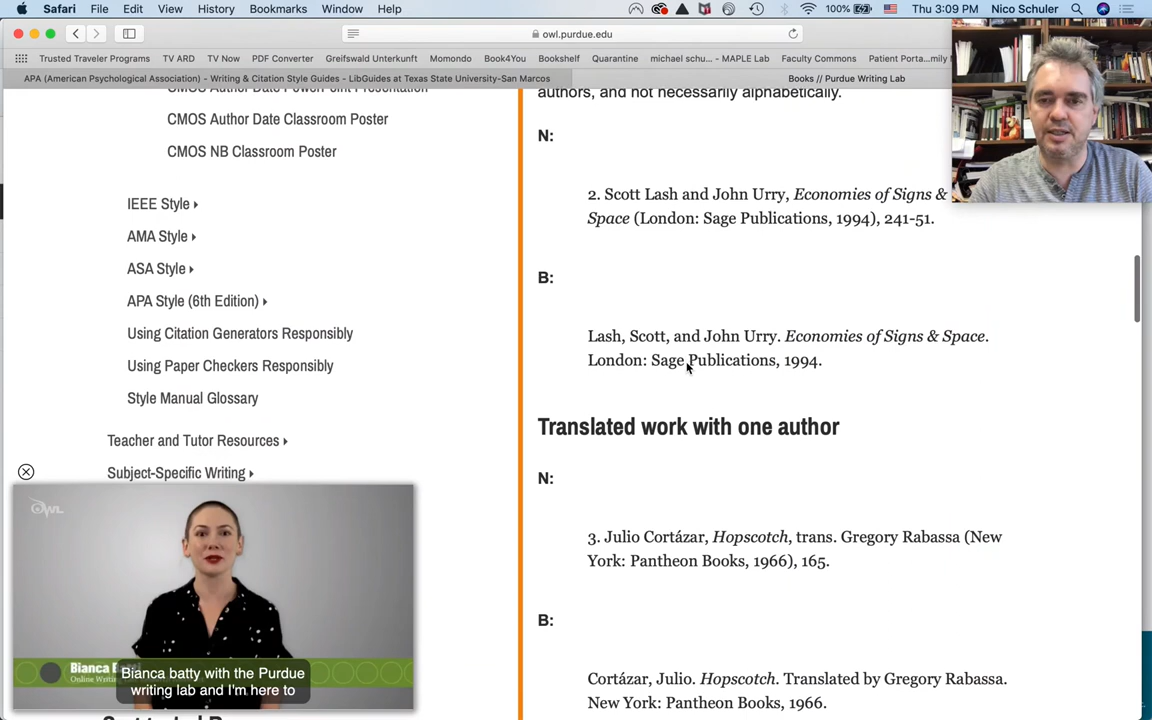 Safari File Edit View History Bookmarks Window Help
100% Thu 3:09 PM Nico Schuler
owl.purdue.edu
Trusted Traveler Programs TV ARD TV ZDF PDF Converter Greifswald Unterkunft Momondo Book4You Bookshelf Quarantine michael schu... - MAPLE Lab Faculty Commons Patient Porta...mily
APA (American Psychological Association) - Writing & Citation Style Guides - LibGuides at Texas State University-San Marcos
Books // Purdue Writing Lab
CMOS Author Date PowerPoint Presentation
CMOS Author Date Classroom Poster
CMOS NB Classroom Poster
IEEE Style
AMA Style
ASA Style
APA Style (6th Edition)
Using Citation Generators Responsibly
Using Paper Checkers Responsibly
Style Manual Glossary
Teacher and Tutor Resources
Subject-Specific Writing
OWL
Bianca
Online
Bianca batty with the Purdue
writing lab and I'm here to
authors, and not necessarily alphabetically.
N:
2. Scott Lash and John Urry, Economies of Signs &
Space (London: Sage Publications, 1994), 241-51.
B:
Lash, Scott, and John Urry. Economies of Signs & Space.
London: Sage Publications, 1994.
Translated work with one author
N:
3. Julio Cortázar, Hopscotch, trans. Gregory Rabassa (New
York: Pantheon Books, 1966), 165.
B:
Cortázar, Julio. Hopscotch. Translated by Gregory Rabassa.
New York: Pantheon Books, 1966.